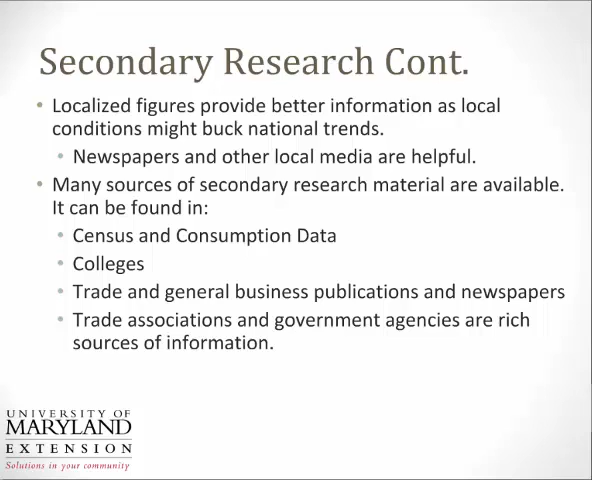 Secondary Research Cont.
• Localized figures provide better information as local
conditions might buck national trends.
• Newspapers and other local media are helpful.
• Many sources of secondary research material are available.
It can be found in:
• Census and Consumption Data
• Colleges
• Trade and general business publications and newspapers
• Trade associations and government agencies are rich
sources of information.
UNIVERSITY OF
MARYLAND
EXTENSION
Solutions in your community